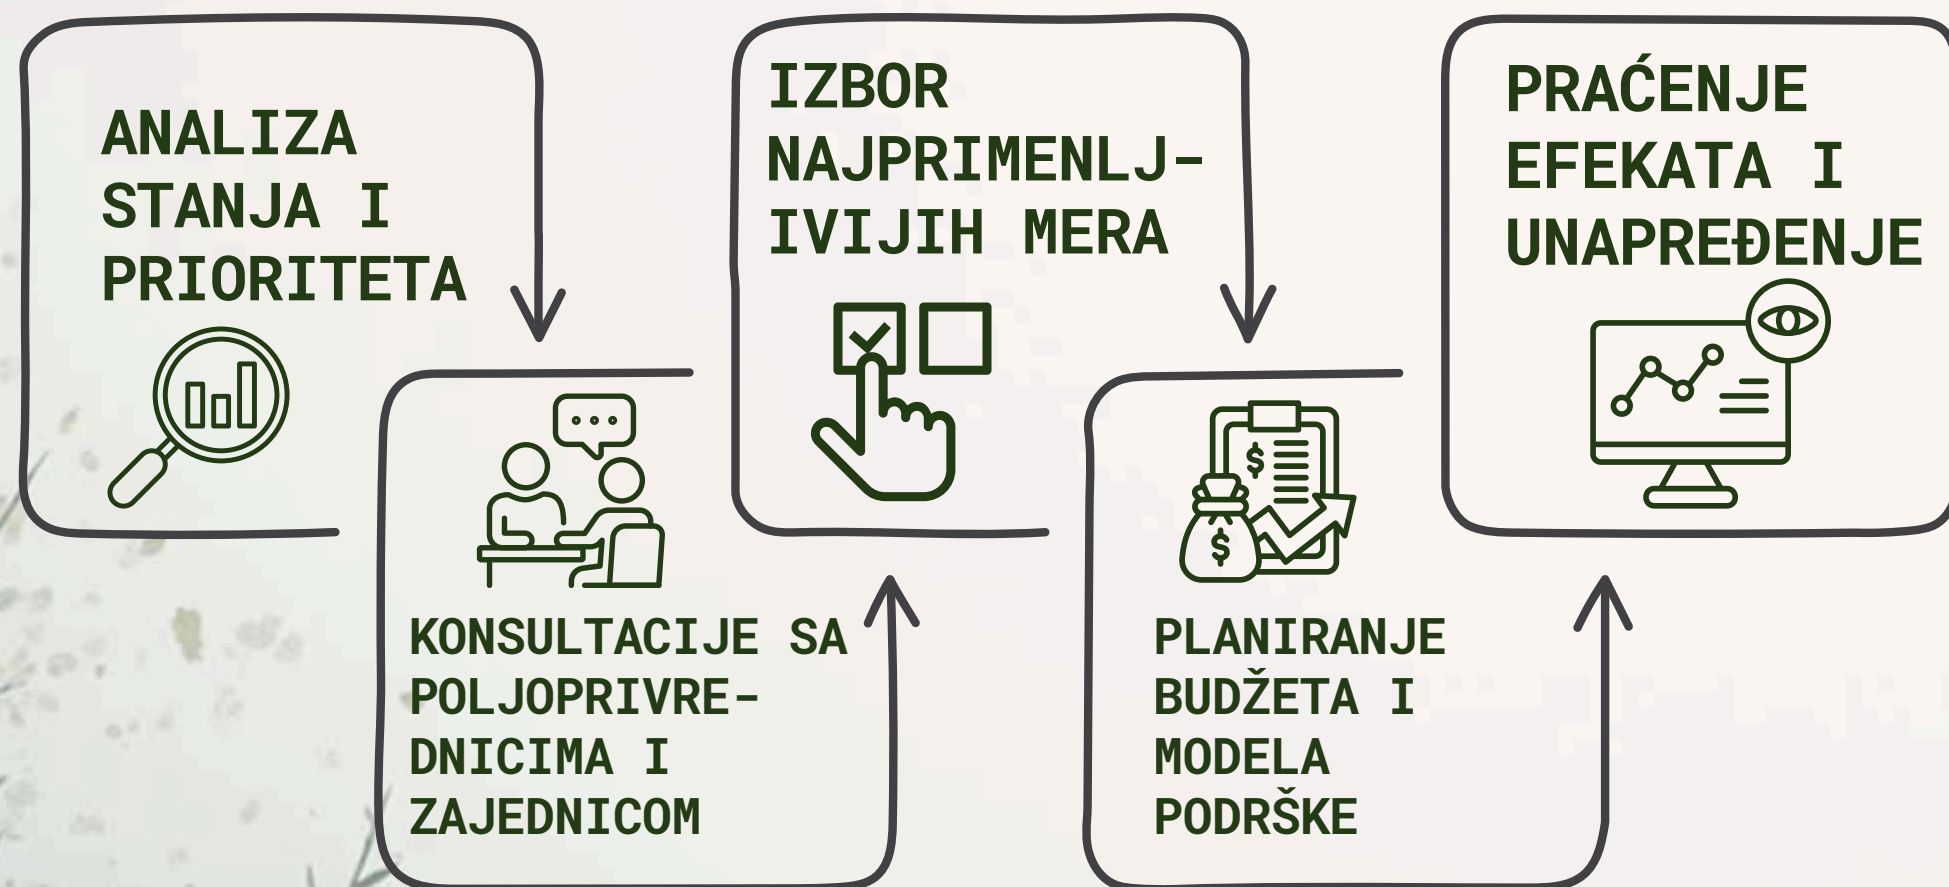 ANALIZA
STANJA I
PRIORITETA
KONSULTACIJE SA
POLJOPRIVRE-
DNICIMA I
ZAJEDNICOM
IZBOR
NAJPRIMENLJ-
IVIJIH MERA
PLANIRANJE
BUDŽETA I
MODELA
PODRŠKE
PRAĆENJE
EFEKATA I
UNAPREĐENJE